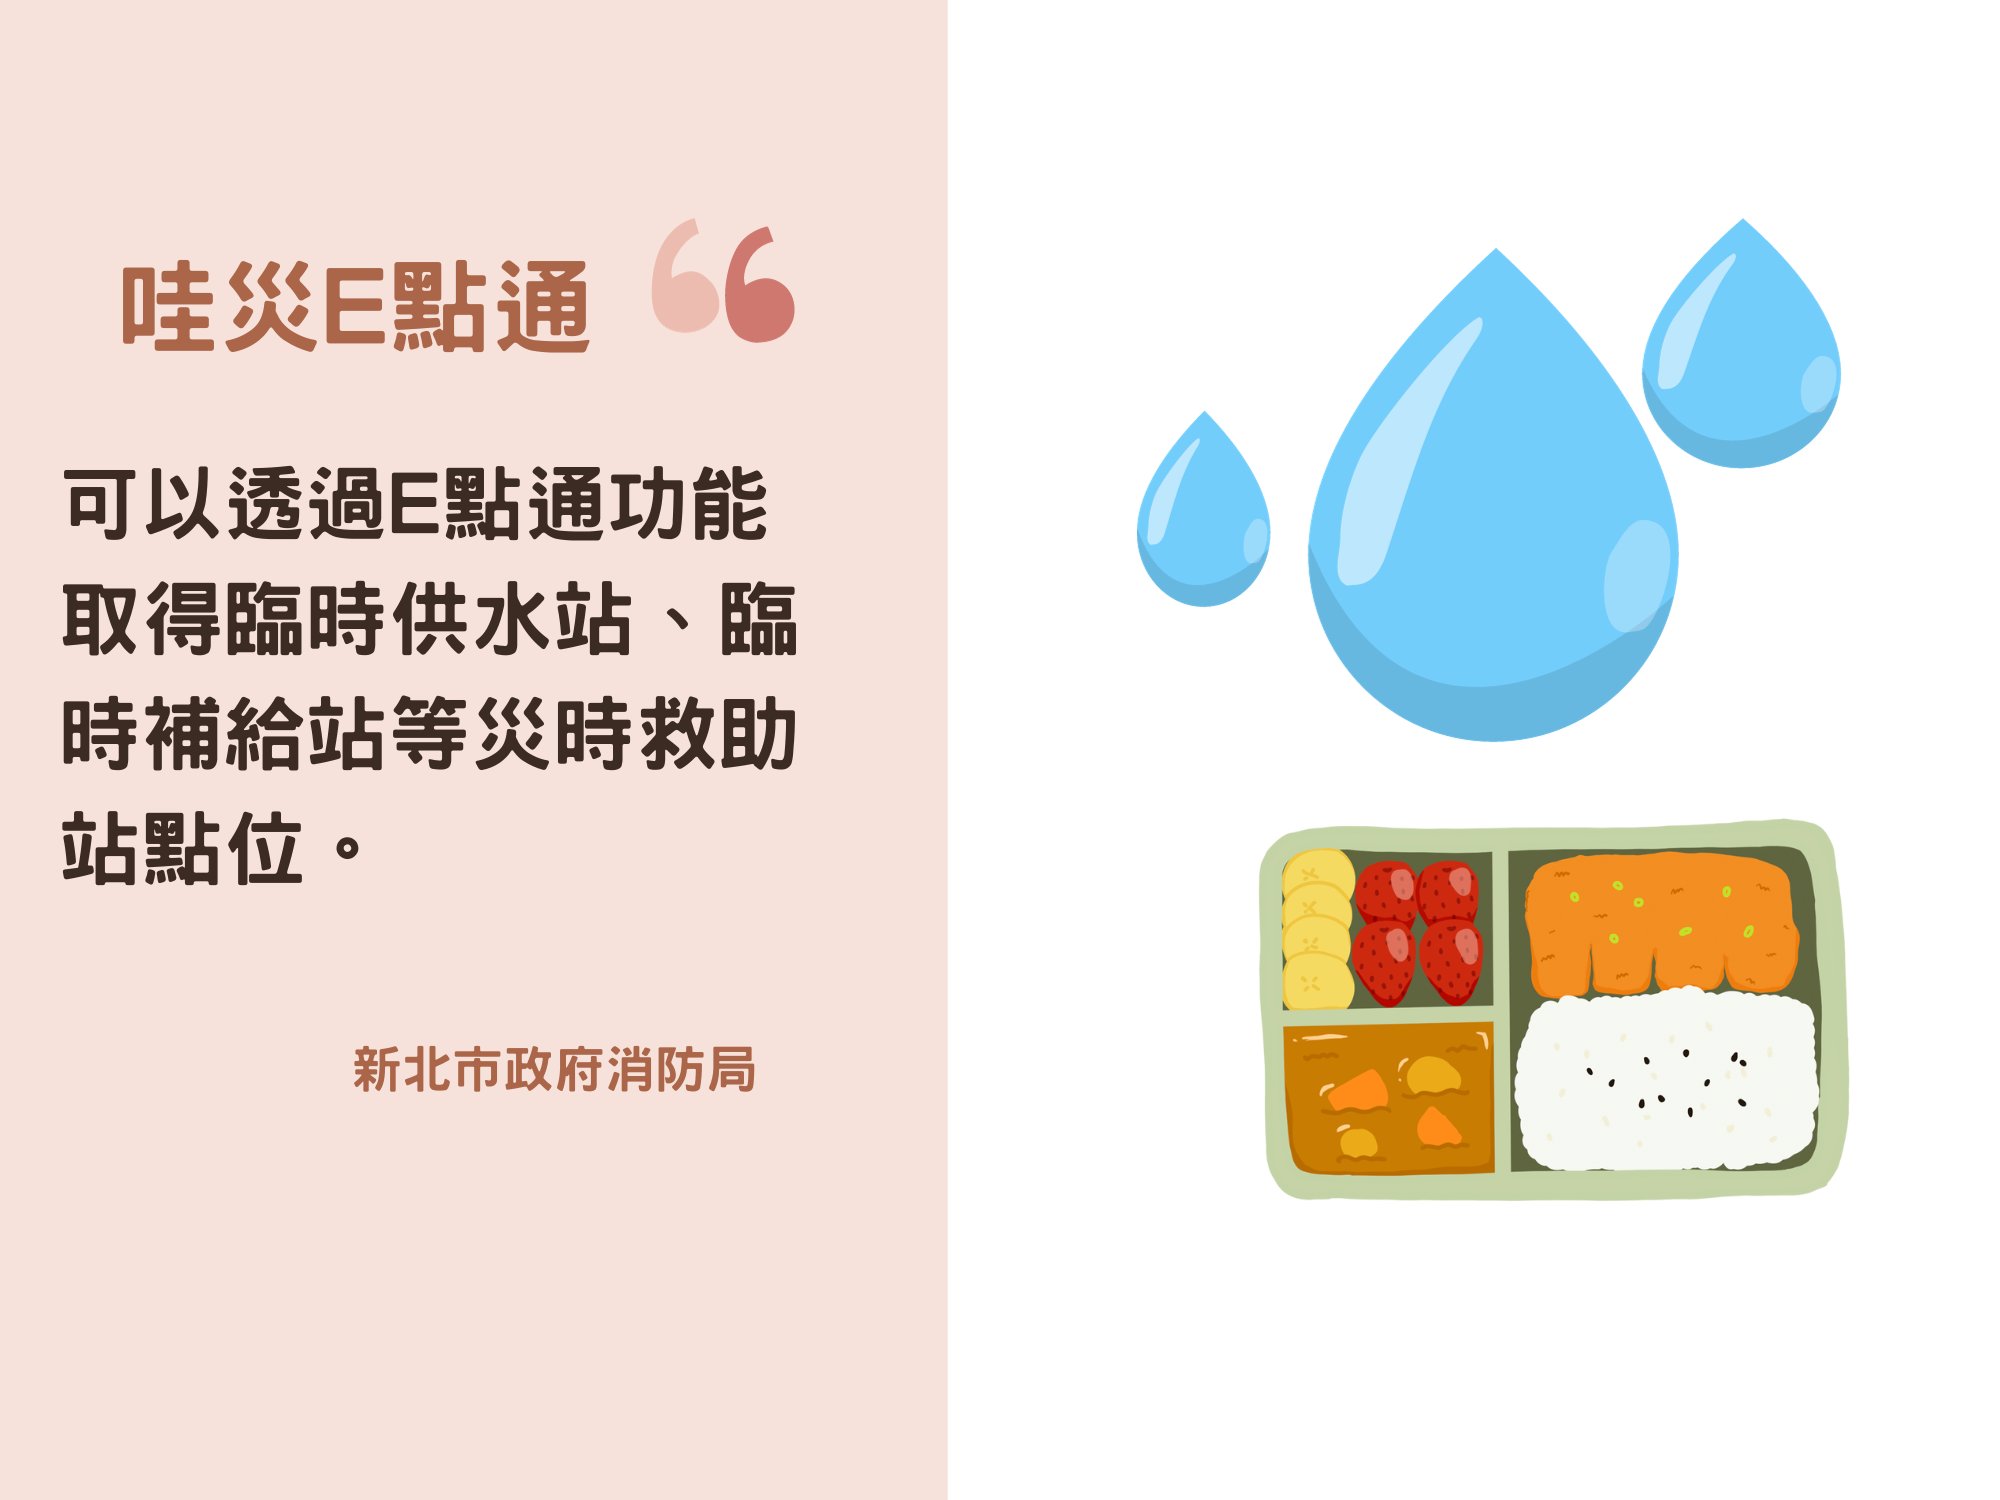 哇災E點通
可以透過E點通功能
取得臨時供水站、臨
時補給站等災時救助
站點位。
新北市政府消防局